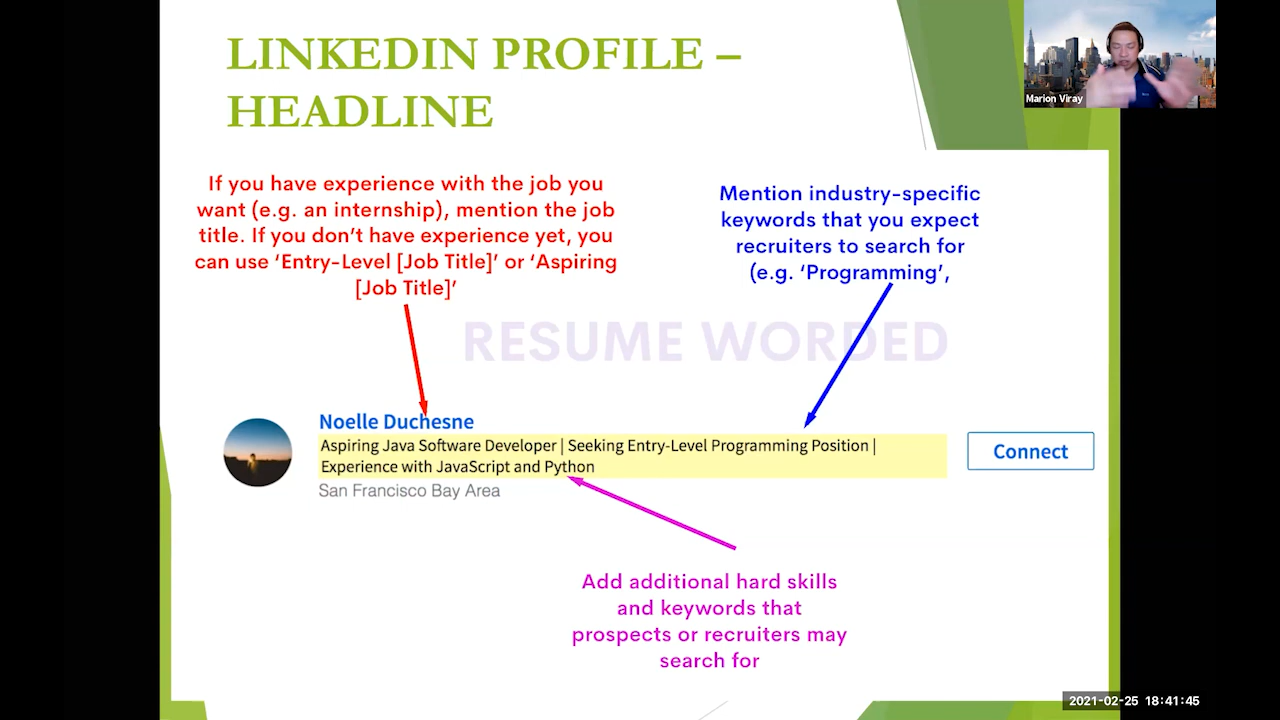 LINKEDIN PROFILE –
HEADLINE
Marion Viray
If you have experience with the job you
want (e.g. an internship), mention the job
title. If you don’t have experience yet, you
can use ‘Entry-Level [Job Title]’ or ‘Aspiring
[Job Title]’
Mention industry-specific
keywords that you expect
recruiters to search for
(e.g. ‘Programming’,
RESUME WORDED
Noelle Duchesne
Aspiring Java Software Developer | Seeking Entry-Level Programming Position |
Experience with JavaScript and Python
San Francisco Bay Area
Connect
Add additional hard skills
and keywords that
prospects or recruiters may
search for
2021-02-25 18:41:45